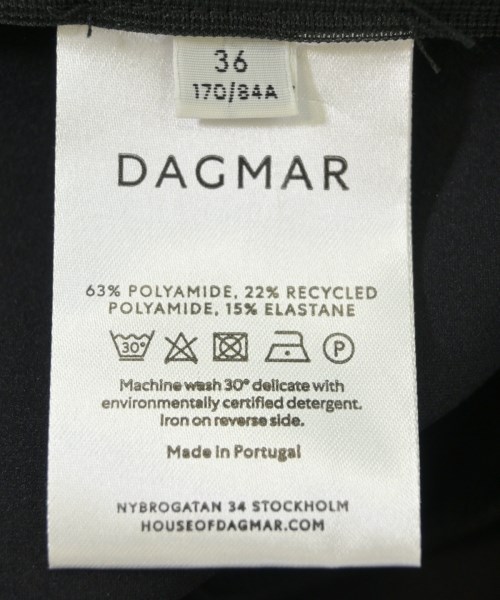 36
170/84A
DAGMAR
63% POLYAMIDE, 22% RECYCLED
POLYAMIDE, 15% ELASTANE
30°
P
Machine wash 30° delicate with
environmentally certified detergent.
Iron on reverse side.
Made in Portugal
NYBROGATAN 34 STOCKHOLM
HOUSEOFDAGMAR.COM